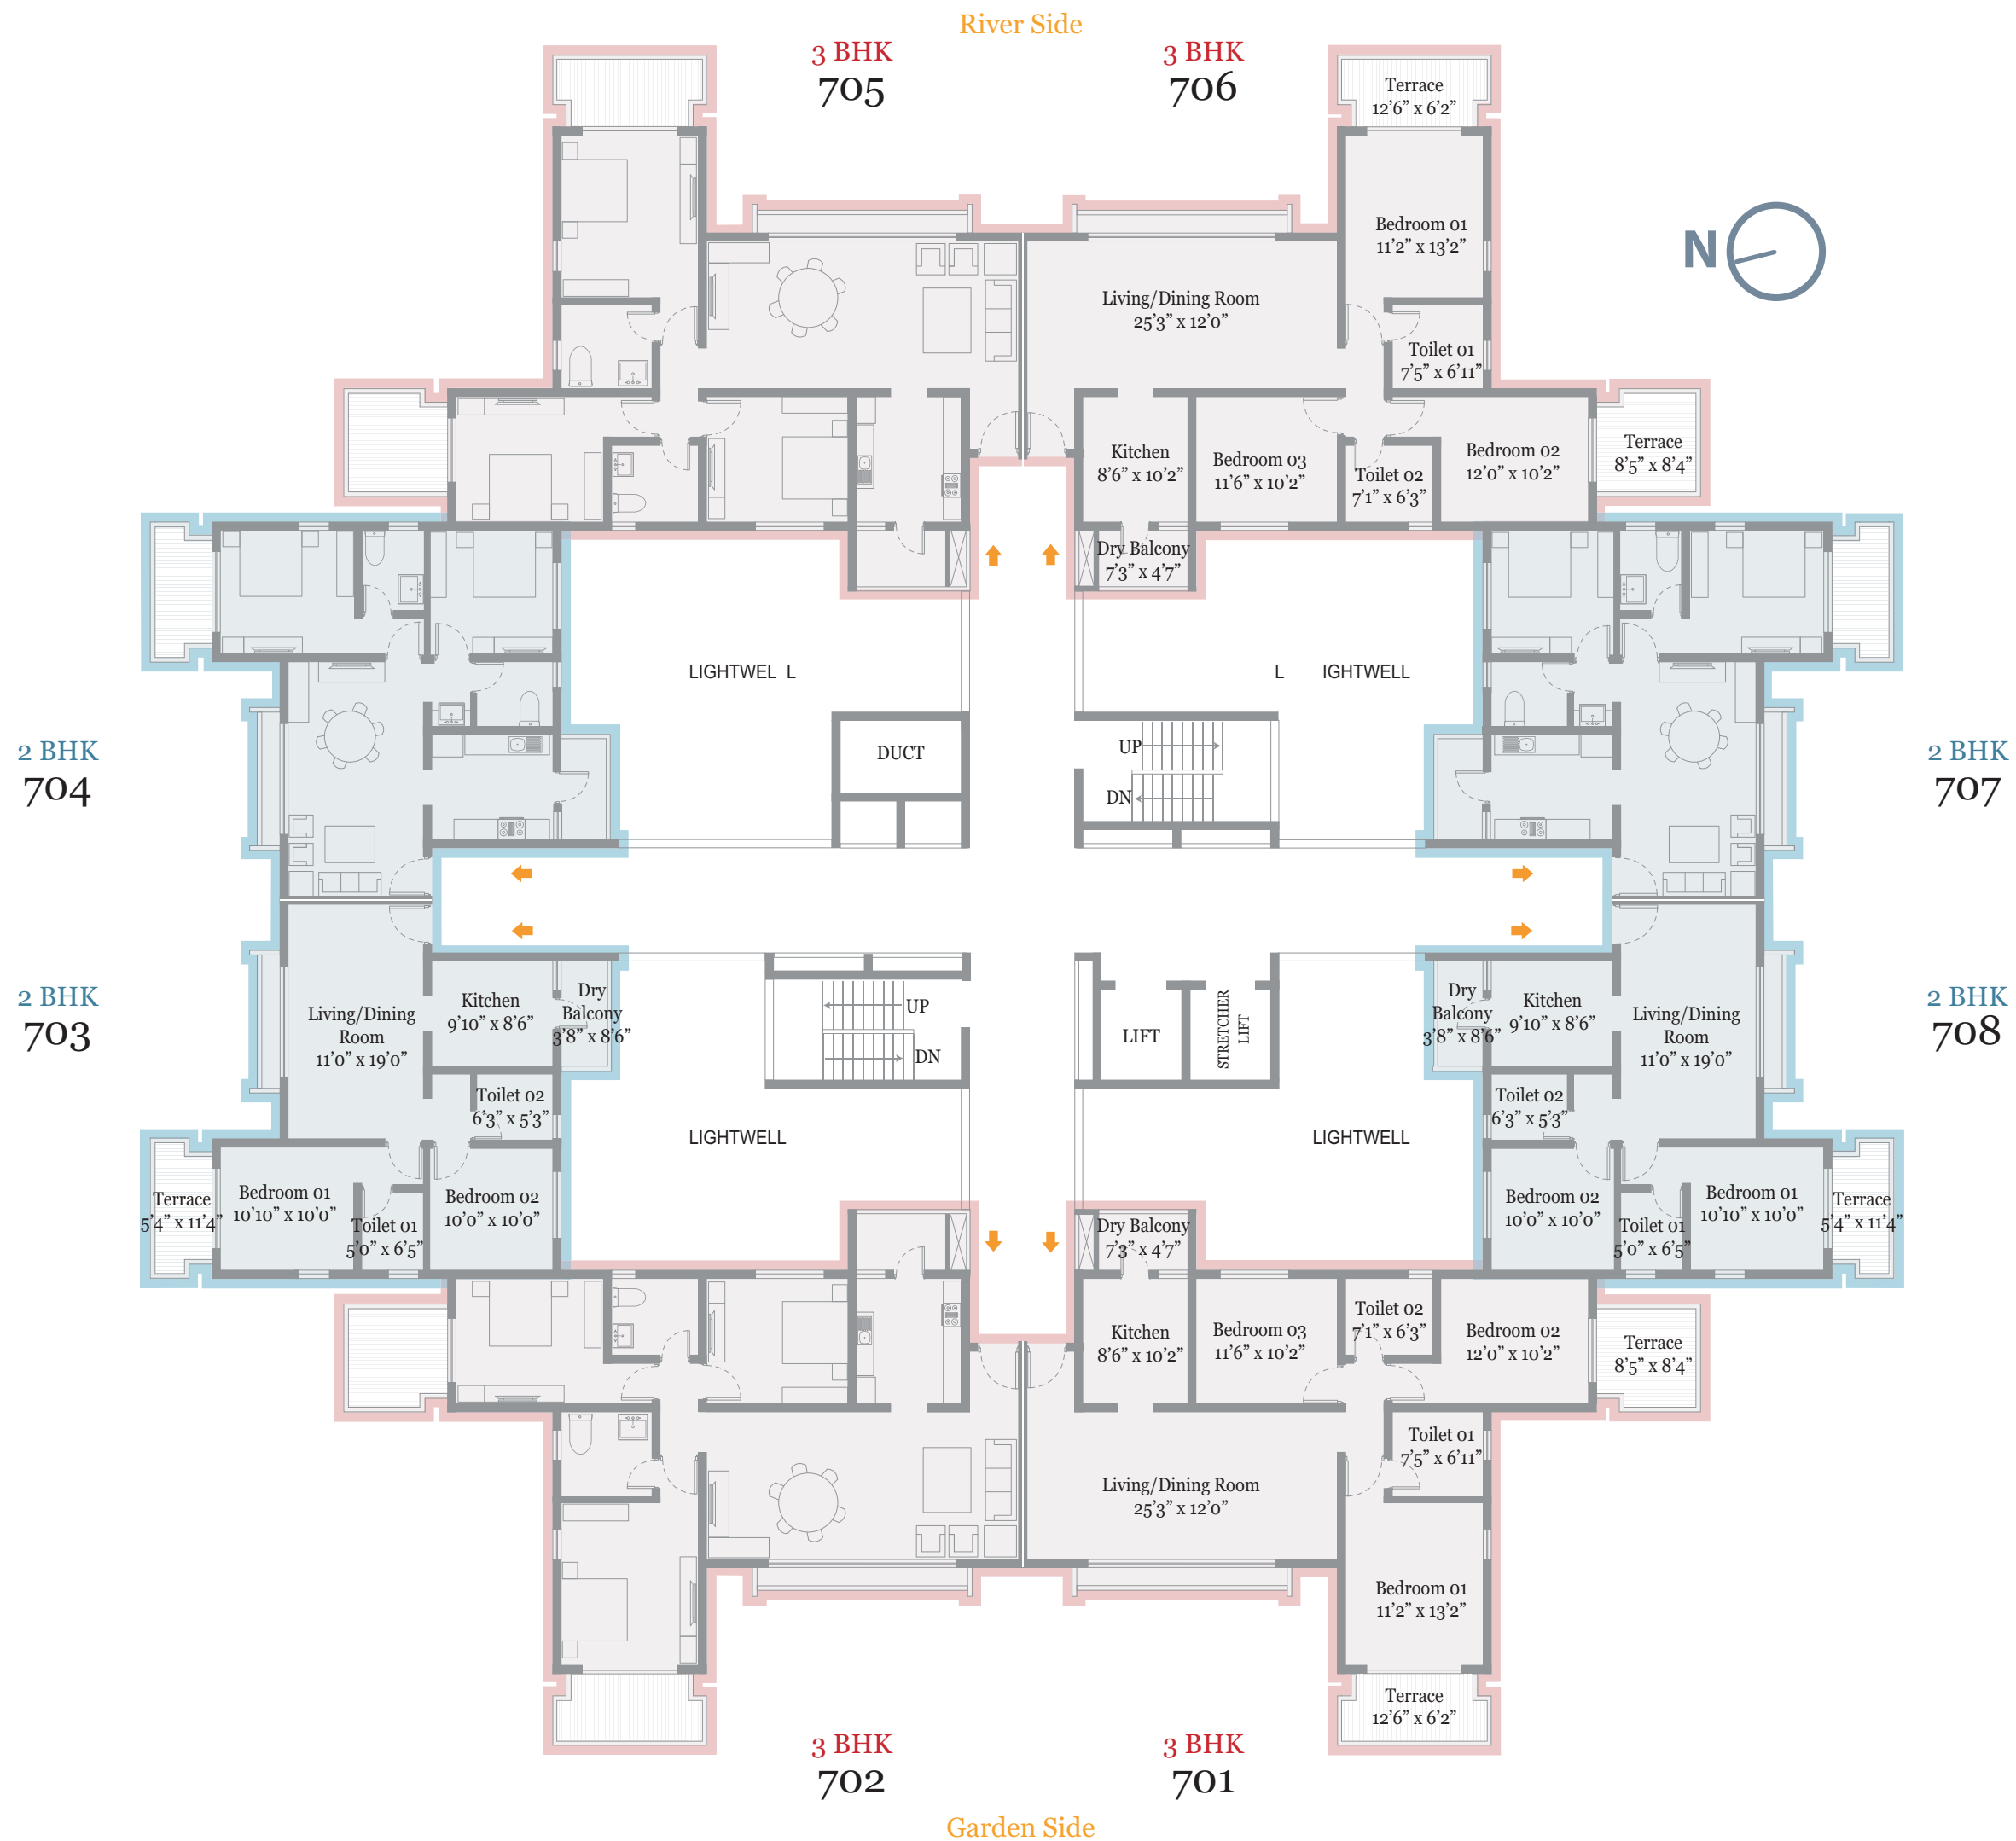 River Side
3 BHK
705
3 BHK
706
Terrace
12'6" x 6'2"
N
Bedroom 01
11'2" x 13'2"
Living/Dining Room
25'3" x 12'0"
Toilet 01
7'5" x 6'11"
Kitchen
8'6" x 10'2"
Bedroom 03
11'6" x 10'2"
Toilet 02
7'1" x 6'3"
Bedroom 02
12'0" x 10'2"
Terrace
8'5" x 8'4"
Dry Balcony
7'3" x 4'7"
LIGHTWEL L
L IGHTWELL
2 BHK
704
DUCT
UP
DN
2 BHK
707
2 BHK
703
Living/Dining
Room
11'0" x 19'0"
Kitchen
9'10" x 8'6"
Dry
Balcony
3'8" x 8'6"
UP
DN
LIFT
STRETCHER
LIFT
Dry
Balcony
3'8" x 8'6"
Kitchen
9'10" x 8'6"
Living/Dining
Room
11'0" x 19'0"
2 BHK
708
Toilet 02
6'3" x 5'3"
LIGHTWELL
LIGHTWELL
Toilet 02
6'3" x 5'3"
Terrace
5'4" x 11'4"
Bedroom 01
10'10" x 10'0"
Toilet 01
5'0" x 6'5"
Bedroom 02
10'0" x 10'0"
Dry Balcony
7'3" x 4'7"
Bedroom 02
10'0" x 10'0"
Toilet 01
5'0" x 6'5"
Bedroom 01
10'10" x 10'0"
Terrace
5'4" x 11'4"
Kitchen
8'6" x 10'2"
Bedroom 03
11'6" x 10'2"
Toilet 02
7'1" x 6'3"
Bedroom 02
12'0" x 10'2"
Terrace
8'5" x 8'4"
Toilet 01
7'5" x 6'11"
Living/Dining Room
25'3" x 12'0"
Bedroom 01
11'2" x 13'2"
Terrace
12'6" x 6'2"
3 BHK
702
3 BHK
701
Garden Side